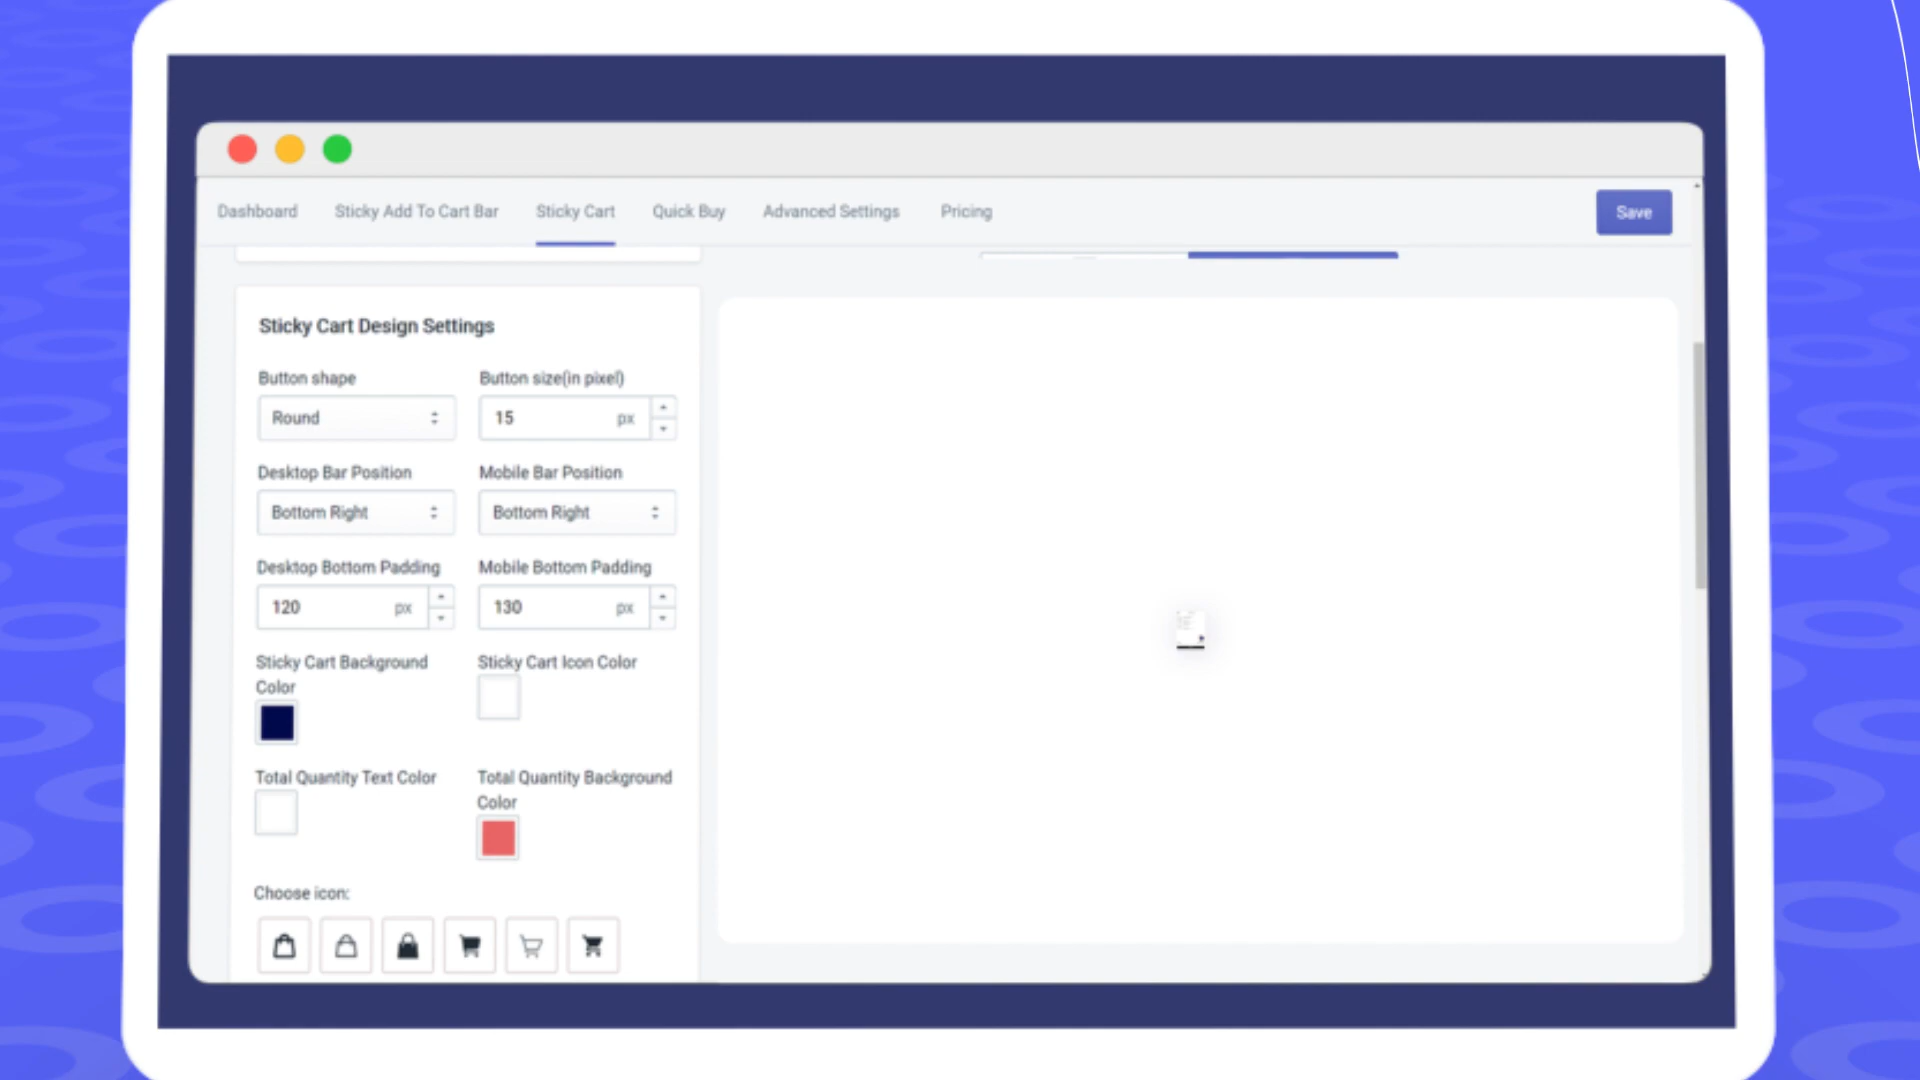 Dashboard Sticky Add To Cart Bar Sticky Cart Quick Buy Advanced Settings Pricing Save
Sticky Cart Design Settings
Button shape Button size(in pixel)
Round 15 px
Desktop Bar Position Mobile Bar Position
Bottom Right Bottom Right
Desktop Bottom Padding Mobile Bottom Padding
120 px 130 px
Sticky Cart Background Sticky Cart Icon Color
Color
Total Quantity Text Color Total Quantity Background
Color
Choose icon: